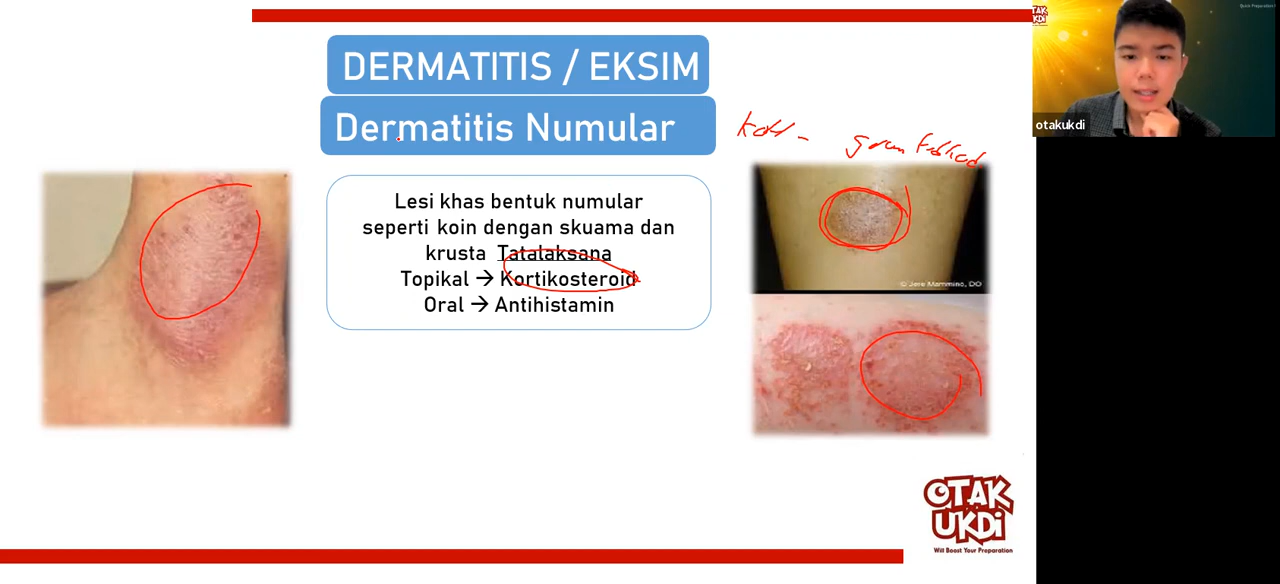 DERMATITIS / EKSIM
Dermatitis Numular
Lesi khas bentuk numular
seperti koin dengan skuama dan
krusta Tatalaksana
Topikal → Kortikosteroid
Oral → Antihistamin
© Jere Mammino, DO
OTAK
UKDi
Will Boost Your Preparation
otakukdi